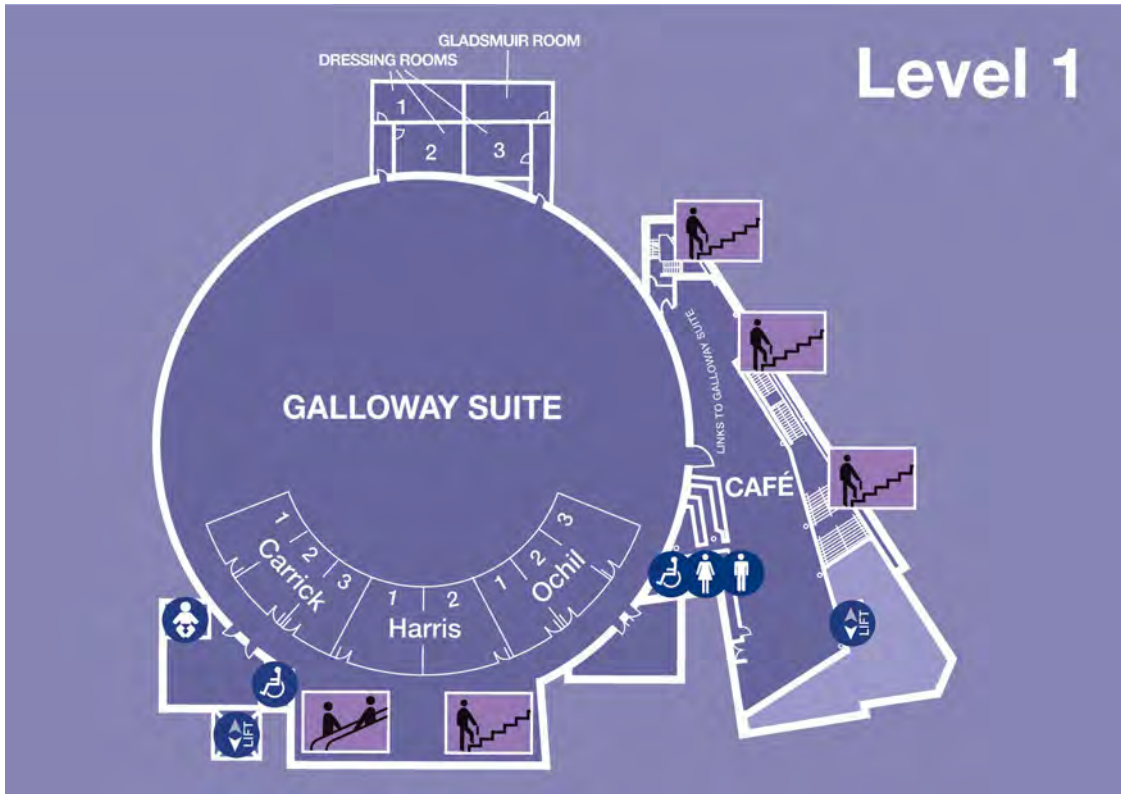 Level 1
GLADSMUIR ROOM
DRESSING ROOMS
1
2
3
GALLOWAY SUITE
LINKS TO GALLOWAY SUITE
CAFÉ
1
2
3
Carrick
1
2
Harris
1
2
3
Ochil
LIFT
LIFT